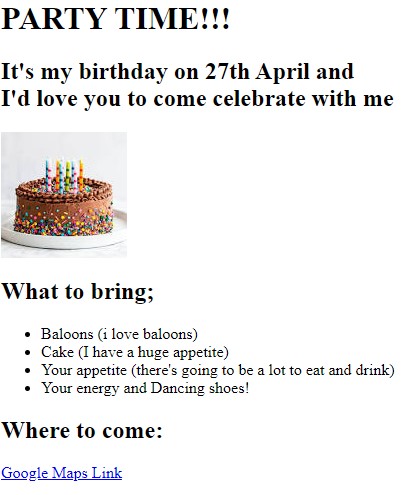 PARTY TIME!!!
It's my birthday on 27th April and
I'd love you to come celebrate with me
What to bring;
Baloons (i love baloons)
Cake (I have a huge appetite)
Your appetite (there's going to be a lot to eat and drink)
Your energy and Dancing shoes!
Where to come:
Google Maps Link